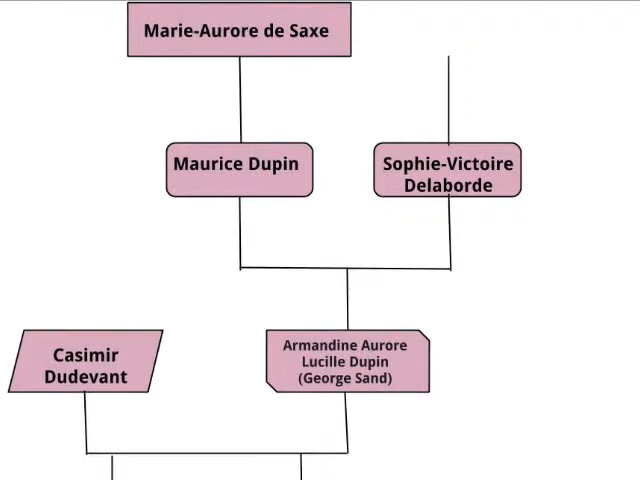 Marie-Aurore de Saxe
Maurice Dupin
Sophie-Victoire
Delaborde
Casimir
Dudevant
Armandine Aurore
Lucille Dupin
(George Sand)